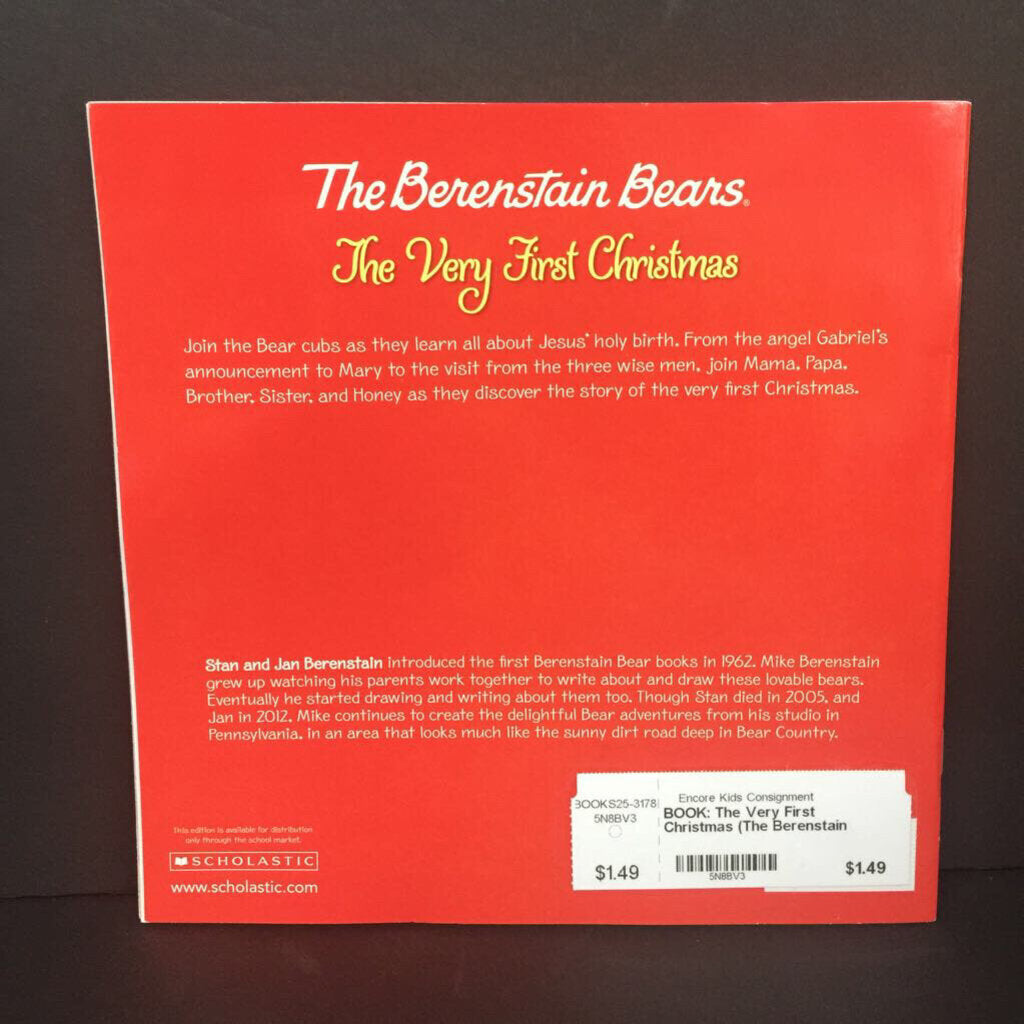 The Berenstain Bears®
The Very First Christmas
Join the Bear cubs as they learn all about Jesus' holy birth. From the angel Gabriel's
announcement to Mary to the visit from the three wise men, join Mama, Papa,
Brother, Sister, and Honey as they discover the story of the very first Christmas.
Stan and Jan Berenstain introduced the first Berenstain Bear books in 1962. Mike Berenstain
grew up watching his parents work together to write about and draw these lovable bears.
Eventually he started drawing and writing about them too. Though Stan died in 2005, and
Jan in 2012, Mike continues to create the delightful Bear adventures from his studio in
Pennsylvania, in an area that looks much like the sunny dirt road deep in Bear Country.
This edition is available for distribution
only through the school market.
SCHOLASTIC
www.scholastic.com
BOOKS25-3178
5N8BV3
$1.49
Encore Kids Consignment
BOOK: The Very First
Christmas (The Berenstain
5N8BV3
$1.49